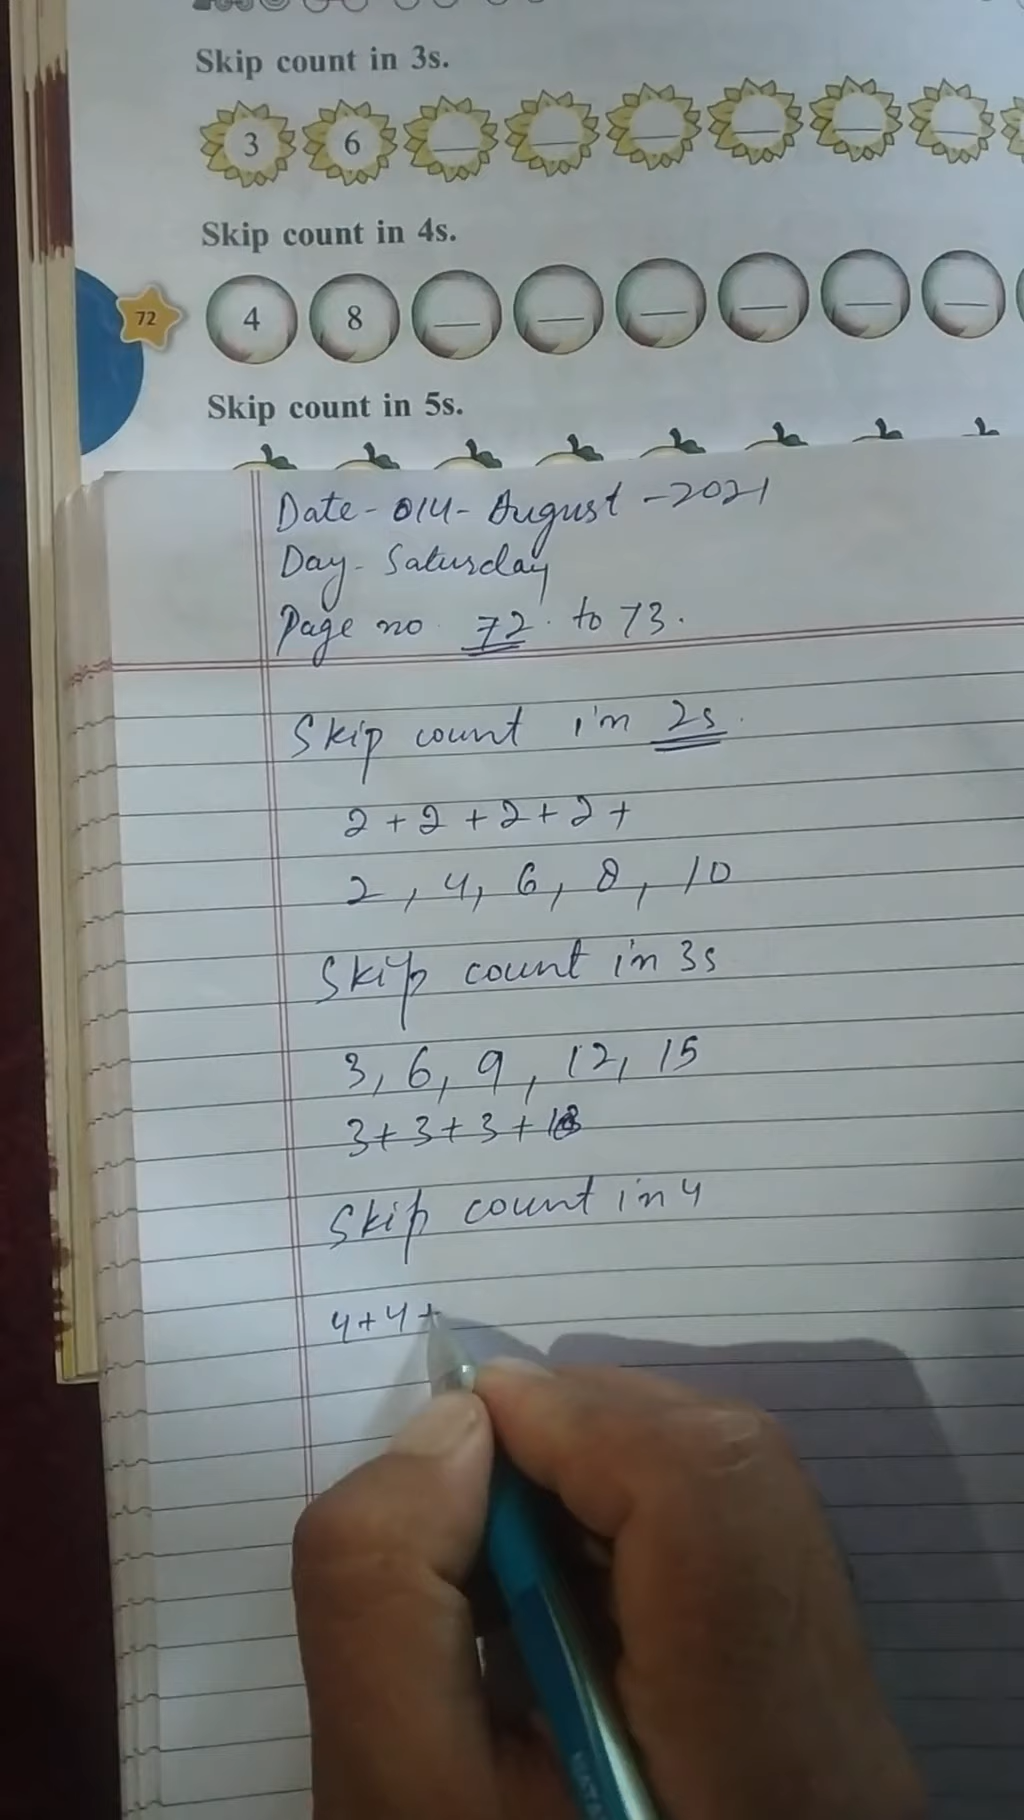 Skip count in 3s.
3 6
Skip count in 4s.
72
4 8
Skip count in 5s.
Date - 014 - August - 2021
Day - Saturday
Page no. 72. to 73.
Skip count in 2s.
2 + 2 + 2 + 2 +
2, 4, 6, 8, 10
Skip count in 3s
3, 6, 9, 12, 15
3 + 3 + 3 +
Skip count in 4
4 + 4 +